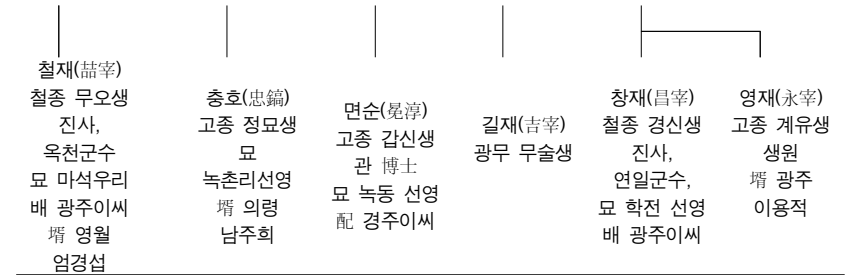 철재(喆宰)
철종 무오생
진사,
옥천군수
묘 마석우리
배 광주이씨
壻 영월
엄경섭
충호(忠鎬)
고종 정묘생
묘
녹촌리선영
壻 의령
남주희
면순(冕淳)
고종 갑신생
관 博士
묘 녹동 선영
配 경주이씨
길재(吉宰)
광무 무술생
창재(昌宰)
철종 경신생
진사,
연일군수,
묘 학전 선영
배 광주이씨
영재(永宰)
고종 계유생
생원
壻 광주
이용적